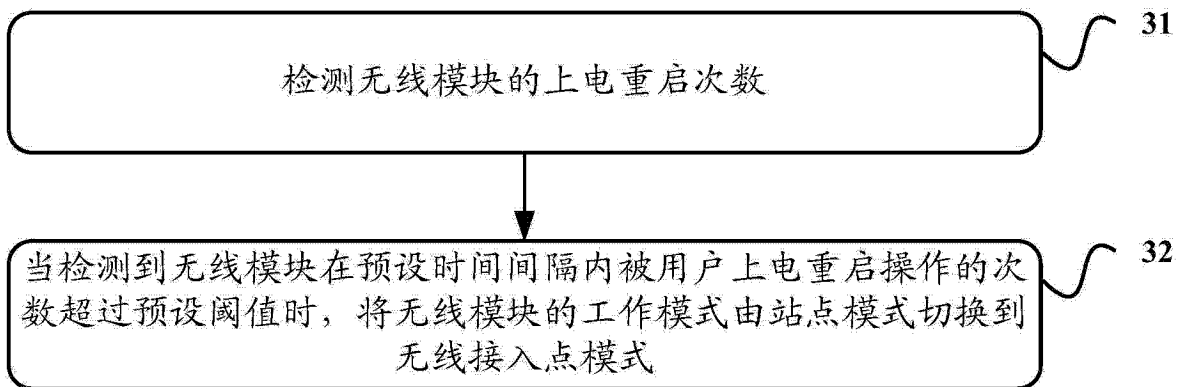 31
检测无线模块的上电重启次数
32
当检测到无线模块在预设时间间隔内被用户上电重启操作的次
数超过预设阈值时，将无线模块的工作模式由站点模式切换到
无线接入点模式